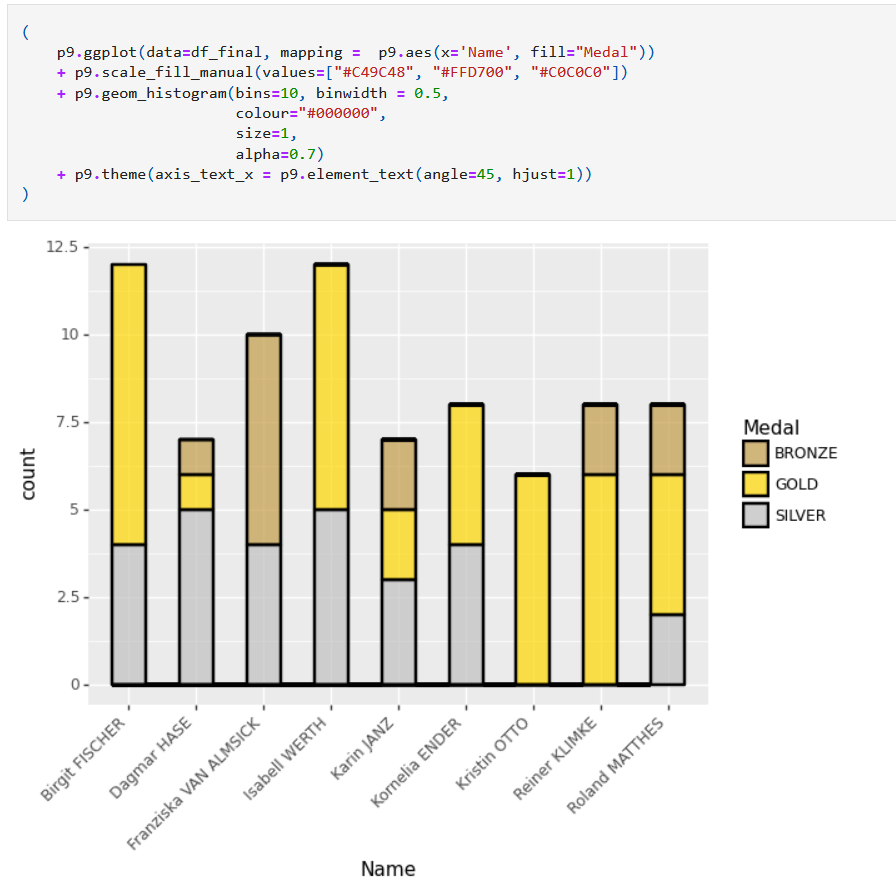 (
    p9.ggplot(data=df_final, mapping =  p9.aes(x='Name', fill="Medal"))
    + p9.scale_fill_manual(values=["#C49C48", "#FFD700", "#C0C0C0"])
    + p9.geom_histogram(bins=10, binwidth = 0.5,
                        colour="#000000",
                        size=1,
                        alpha=0.7)
    + p9.theme(axis_text_x = p9.element_text(angle=45, hjust=1))
)
12.5
10
7.5
5
2.5
0
count
Birgit FISCHER
Dagmar HASE
Franziska VAN ALMSICK
Isabell WERTH
Karin JANZ
Kornelia ENDER
Kristin OTTO
Reiner KLIMKE
Roland MATTHES
Name
Medal
BRONZE
GOLD
SILVER